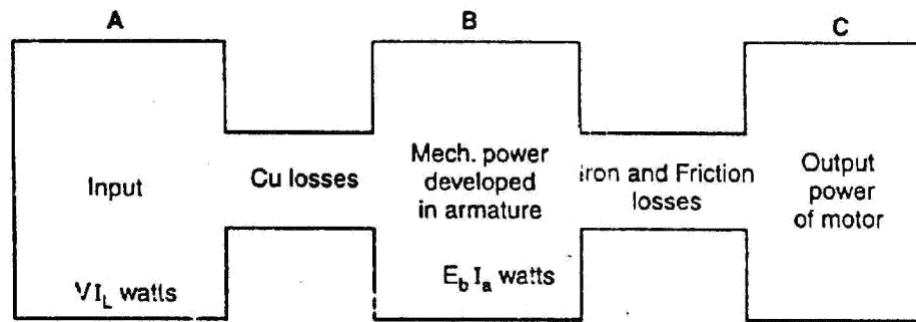 A
B
C
Input
Cu losses
Mech. power
developed
in armature
Iron and Friction
losses
Output
power
of motor
VI_L watts
E_b I_a watts